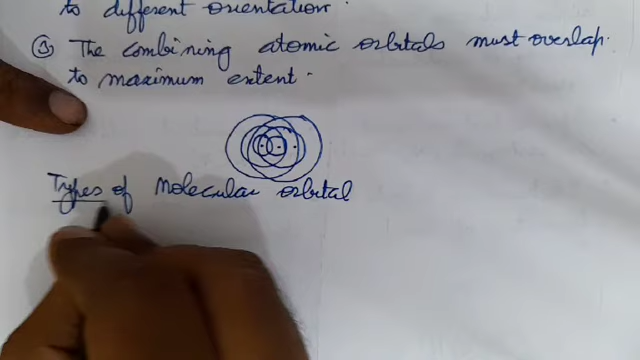 to different orientation.
③ The combining atomic orbitals must overlap
to maximum extent.
Types of Molecular orbital